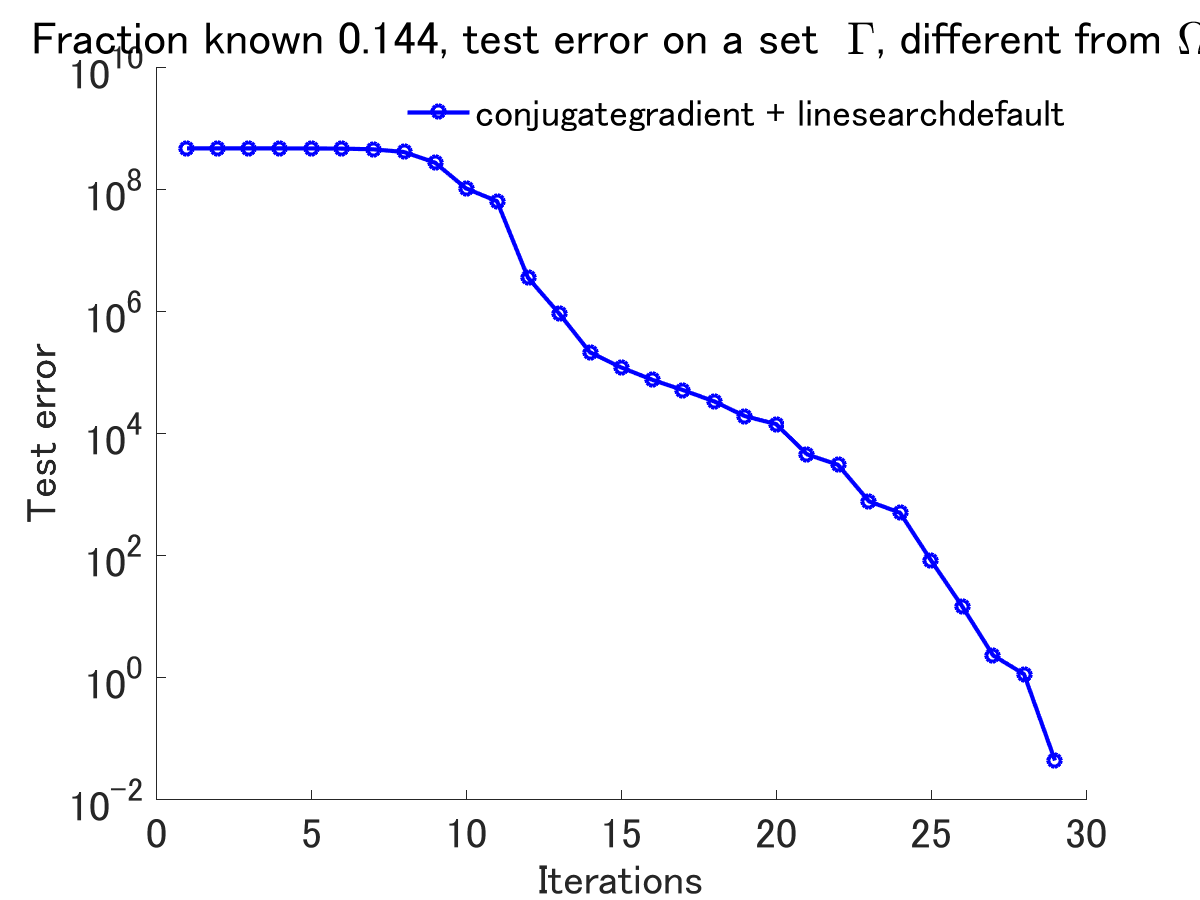 Fraction known 0.144, test error on a set Γ, different from Ω
conjugategradient + linesearchdefault
Test error
10^10
10^8
10^6
10^4
10^2
10^0
10^−2
0 5 10 15 20 25 30
Iterations